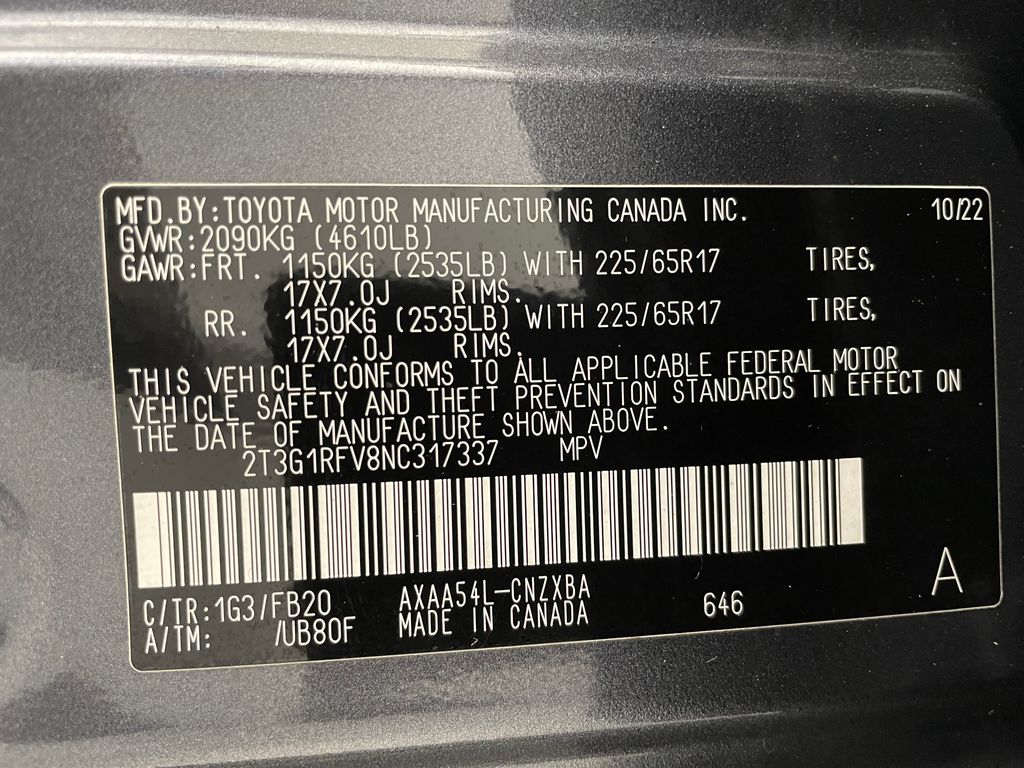 MFD.BY:TOYOTA MOTOR MANUFACTURING CANADA INC. 10/22
GVWR:2090KG (4610LB)
GAWR:FRT. 1150KG (2535LB) WITH 225/65R17 TIRES,
17X7.0J RIMS.
RR. 1150KG (2535LB) WITH 225/65R17 TIRES,
17X7.0J RIMS.
THIS VEHICLE CONFORMS TO ALL APPLICABLE FEDERAL MOTOR
VEHICLE SAFETY AND THEFT PREVENTION STANDARDS IN EFFECT ON
THE DATE OF MANUFACTURE SHOWN ABOVE.
2T3G1RFV8NC317337 MPV
C/TR:1G3/FB20 AXAA54L-CNZXBA 646 A
A/TM: /UB80F MADE IN CANADA